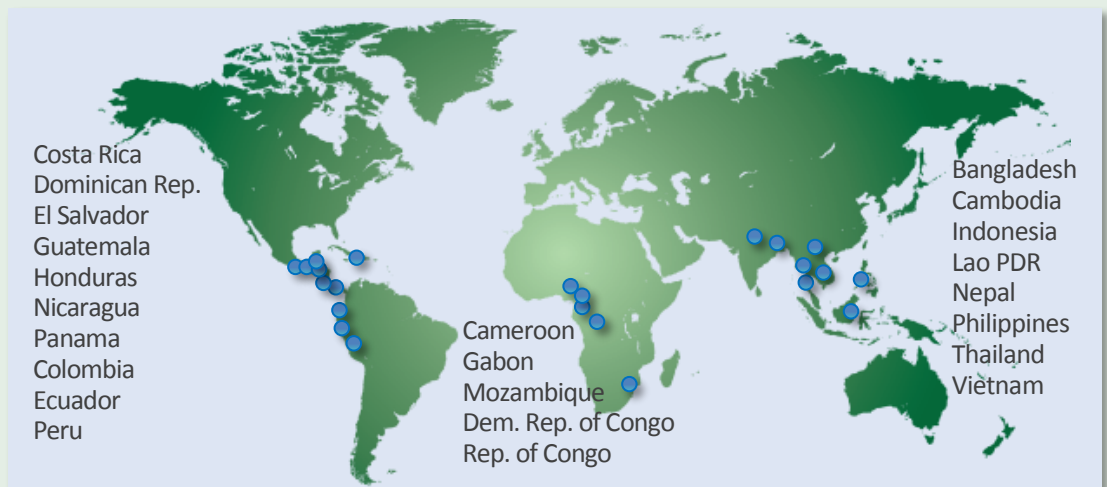 Costa Rica
Dominican Rep.
El Salvador
Guatemala
Honduras
Nicaragua
Panama
Colombia
Ecuador
Peru
Cameroon
Gabon
Mozambique
Dem. Rep. of Congo
Rep. of Congo
Bangladesh
Cambodia
Indonesia
Lao PDR
Nepal
Philippines
Thailand
Vietnam